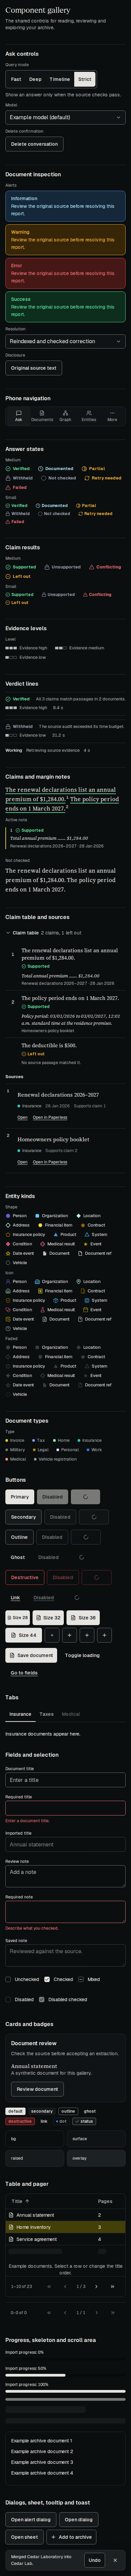 Component gallery
The shared controls for reading, reviewing and
exploring your archive.
Ask controls
Query mode
Fast Deep Timeline Strict
Show an answer only when the source check passes.
Model
Example model (default)
Delete confirmation
Delete conversation
Document inspection
Alerts
Information
Review the original source before resolving this
report.
Warning
Review the original source before resolving this
report.
Error
Review the original source before resolving this
report.
Success
Review the original source before resolving this
report.
Resolution
Reindexed and checked correction
Disclosure
Original source text
Phone navigation
Ask Documents Graph Entities More
Answer states
Medium
Verified Documented Partial
Withheld Not checked Retry needed
Failed
Small
Verified Documented Partial
Withheld Not checked Retry needed
Failed
Claim results
Medium
Supported Unsupported Conflicting
Left out
Small
Supported Unsupported Conflicting
Left out
Evidence levels
Level
Evidence high Evidence medium
Evidence low
Verdict lines
Verified All 3 claims match passages in 2 documents.
Evidence high 8.4 s
Withheld The source audit exceeded its time budget.
Evidence low 31.2 s
Working Retrieving source evidence 4 s
Claims and margin notes
The renewal declarations list an annual
premium of $1,284.00.1 The policy period
ends on 1 March 2027.2
Active note
1 Supported
Total annual premium ........ $1,284.00
Renewal declarations 2026–2027 · 28 Jan 2026
Not checked
The renewal declarations list an annual
premium of $1,284.00. The policy period
ends on 1 March 2027.
Claim table and sources
Claim table 2 claims, 1 left out
1 The renewal declarations list an annual
premium of $1,284.00.
Supported
Total annual premium ........ $1,284.00
Renewal declarations 2026–2027 · 28 Jan 2026
2 The policy period ends on 1 March 2027.
Supported
Policy period: 03/01/2026 to 03/01/2027, 12:01
a.m. standard time at the residence premises.
Homeowners policy booklet
The deductible is $500.
Left out
No source passage matched it.
Sources
1 Renewal declarations 2026–2027
Insurance 28 Jan 2026 Supports claim 1
Open Open in Paperless
2 Homeowners policy booklet
Insurance Supports claim 2
Open Open in Paperless
Entity kinds
Shape
Person Organization Location
Address Financial item Contract
Insurance policy Product System
Condition Medical result Event
Date event Document Document ref
Vehicle
Icon
Person Organization Location
Address Financial item Contract
Insurance policy Product System
Condition Medical result Event
Date event Document Document ref
Vehicle
Failed
Person Organization Location
Address Financial item Contract
Insurance policy Product System
Condition Medical result Event
Date event Document Document ref
Vehicle
Document types
Type
Invoice Tax Home Insurance
Military Legal Personal Work
Medical Vehicle registration
Buttons
Primary Disabled
Secondary Disabled
Outline Disabled
Ghost Disabled
Destructive Disabled
Link Disabled
Size 28 Size 32 Size 36
Size 44
Save document Toggle loading
Go to fields
Tabs
Insurance Taxes Medical
Insurance documents appear here.
Fields and selection
Document title
Enter a title
Required title
Enter a document title.
Imported title
Annual statement
Review note
Add a note
Required note
Describe what you checked.
Saved note
Reviewed against the source.
Unchecked Checked Mixed
Disabled Disabled checked
Cards and badges
Document review
Check the source before accepting an extraction.
Annual statement
A synthetic document for the gallery.
Review document
default secondary outline ghost
destructive link status
bg surface
raised overlay
Table and pager
Title Pages
Annual statement 2
Home inventory 3
Service agreement 4
Example documents. Select a row or change the title
order.
1–10 of 23 1 / 3
0–0 of 0 1 / 1
Progress, skeleton and scroll area
Import progress: 0%
Import progress: 50%
Import progress: 100%
Example archive document 1
Example archive document 2
Example archive document 3
Example archive document 4
Dialogs, sheet, tooltip and toast
Open alert dialog Open dialog
Open sheet Add to archive
Merged Cedar Laboratory into
Cedar Lab. Undo